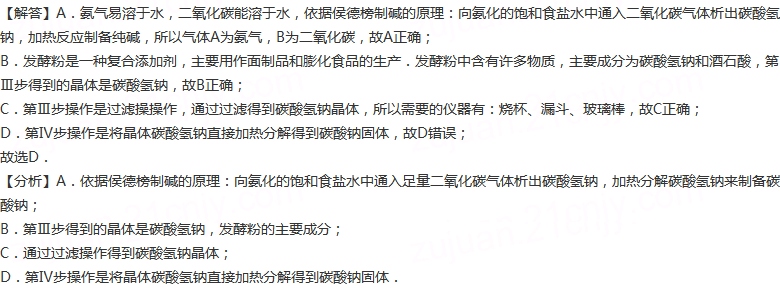 【解答】A．氨气易溶于水，二氧化碳能溶于水，依据侯德榜制碱的原理：向氨化的饱和食盐水中通入二氧化碳气体析出碳酸氢
钠，加热反应制备纯碱，所以气体A为氨气，B为二氧化碳，故A正确；
B．发酵粉是一种复合添加剂，主要用作面制品和膨化食品的生产．发酵粉中含有许多物质，主要成分为碳酸氢钠和酒石酸，第
Ⅲ步得到的晶体是碳酸氢钠，故B正确；
C．第Ⅲ步操作是过滤操操作，通过过滤得到碳酸氢钠晶体，所以需要的仪器有：烧杯、漏斗、玻璃棒，故C正确；
D．第Ⅳ步操作是将晶体碳酸氢钠直接加热分解得到碳酸钠固体，故D错误；
故选D．
【分析】A．依据侯德榜制碱的原理：向氨化的饱和食盐水中通入足量二氧化碳气体析出碳酸氢钠，加热分解碳酸氢钠来制备碳
酸钠；
B．第Ⅲ步得到的晶体是碳酸氢钠，发酵粉的主要成分；
C．通过过滤操作得到碳酸氢钠晶体；
D．第Ⅳ步操作是将晶体碳酸氢钠直接加热分解得到碳酸钠固体．